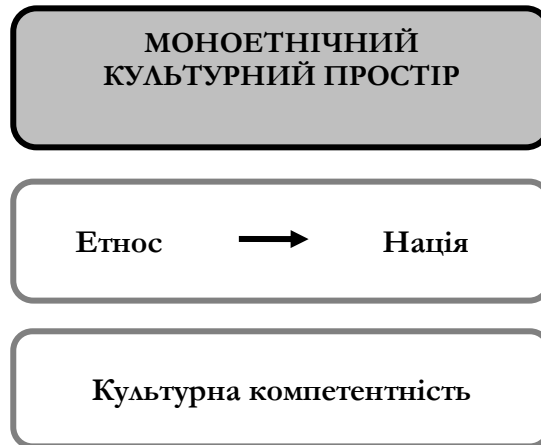 МОНОЕТНІЧНИЙ
КУЛЬТУРНИЙ ПРОСТІР
Етнос Нація
Культурна компетентність